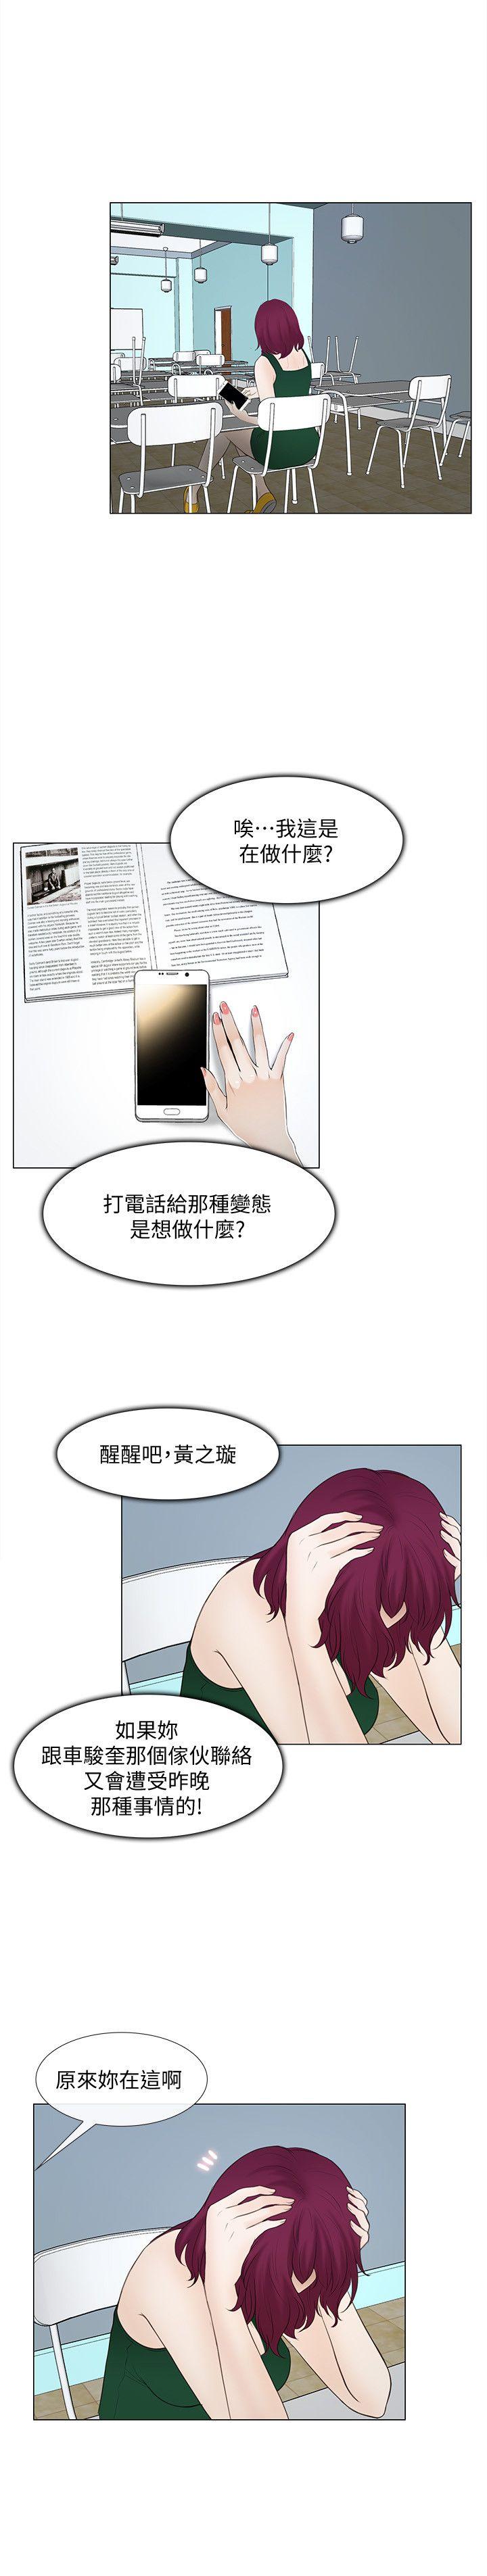 唉⋯我這是
在做什麼?
打電話給那種變態
是想做什麼?
醒醒吧,黃之璇
如果妳
跟車駿奎那個傢伙聯絡
又會遭受昨晚
那種事情的!
原來妳在這啊